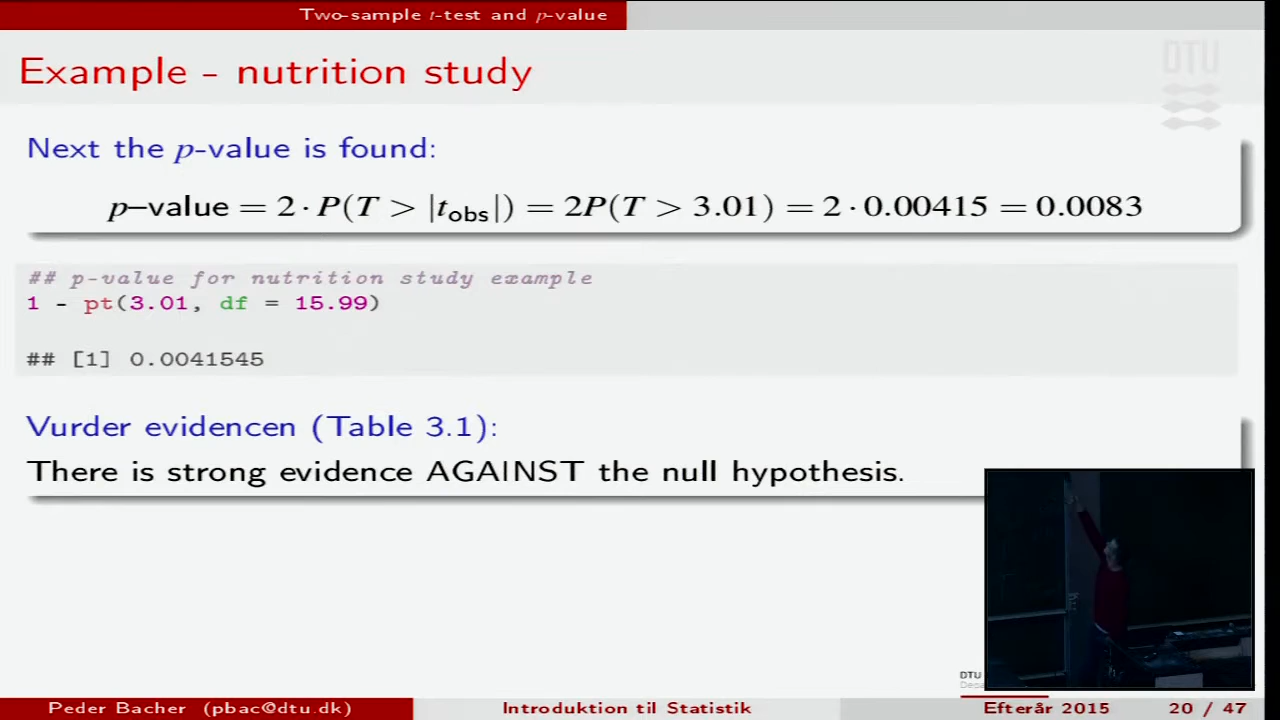 Two-sample t-test and p-value
DTU
Example - nutrition study
Next the p-value is found:
p−value = 2 · P(T > |tobs|) = 2P(T > 3.01) = 2 · 0.00415 = 0.0083
## p-value for nutrition study example
1 - pt(3.01, df = 15.99)
## [1] 0.0041545
Vurder evidencen (Table 3.1):
There is strong evidence AGAINST the null hypothesis.
DTU
Peder Bacher (pbac@dtu.dk) Introduktion til Statistik Efterår 2015 20 / 47